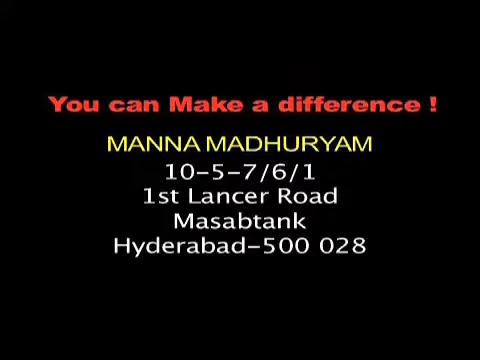 You can Make a difference !
MANNA MADHURYAM
10-5-7/6/1
1st Lancer Road
Masabtank
Hyderabad-500 028